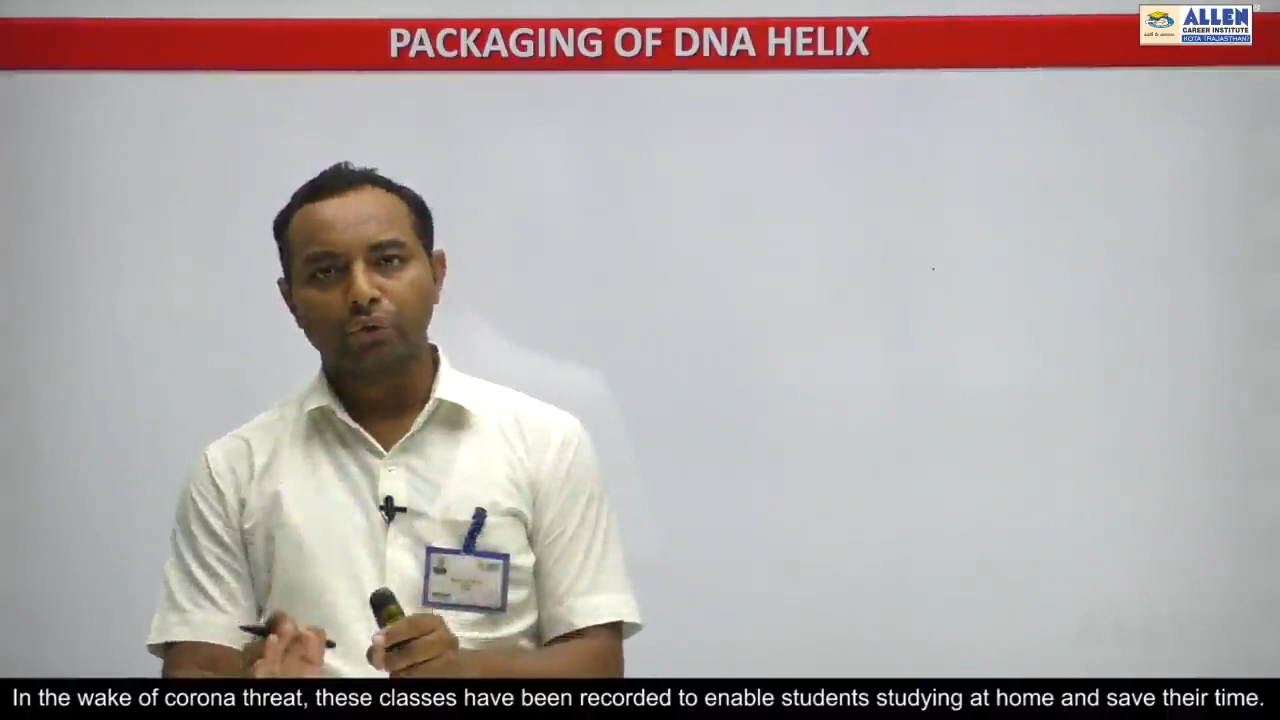 PACKAGING OF DNA HELIX
ALLEN
CAREER INSTITUTE
KOTA (RAJASTHAN)
In the wake of corona threat, these classes have been recorded to enable students studying at home and save their time.